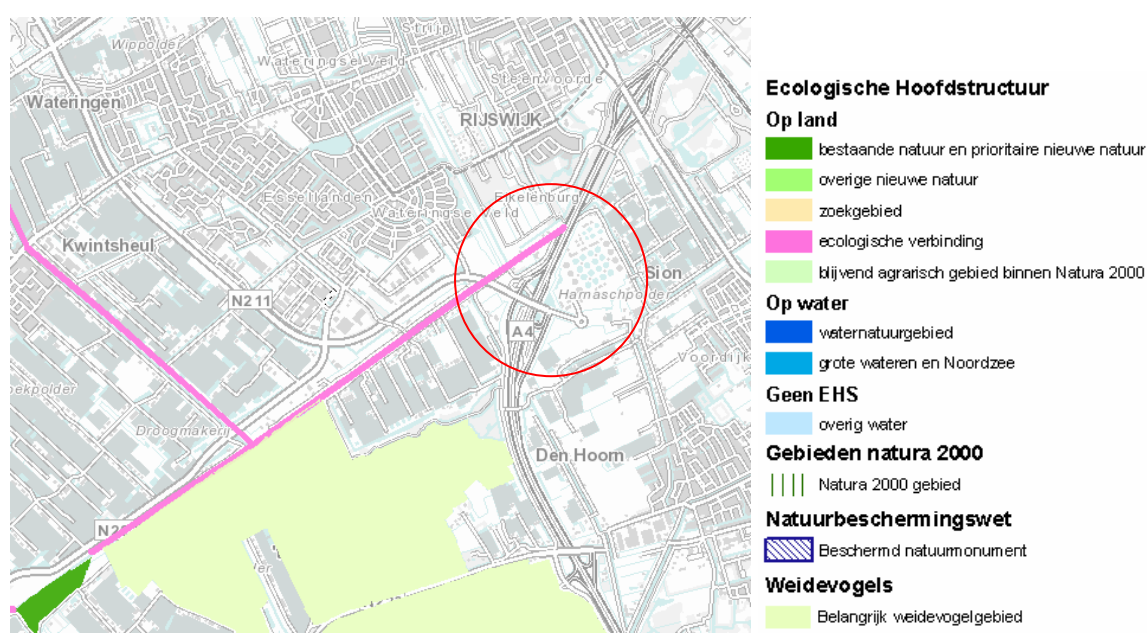 Strijp
Wippolder
Wateringse Veld
Steenvoorde
Wateringen
RIJSWIJK
Essellanden
Eikelenburg
Wateringse Veld
Kwintsheul
Sion
N211
Harnaschpolder
A4
Voordijk
Droogmakerij
Den Hoorn
Ecologische Hoofdstructuur
Op land
bestaande natuur en prioritaire nieuwe natuur
overige nieuwe natuur
zoekgebied
ecologische verbinding
blijvend agrarisch gebied binnen Natura 2000
Op water
waternatuurgebied
grote wateren en Noordzee
Geen EHS
overig water
Gebieden natura 2000
Natura 2000 gebied
Natuurbeschermingswet
Beschermd natuurmonument
Weidevogels
Belangrijk weidevogelgebied